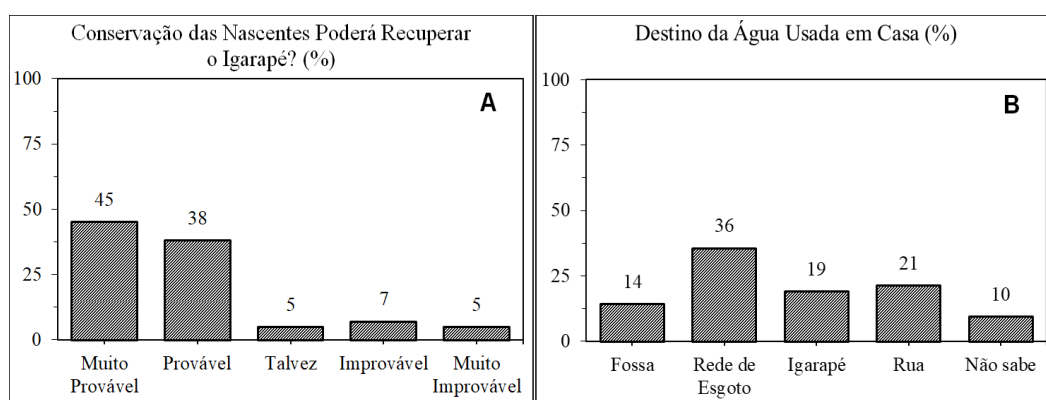 Conservação das Nascentes Poderá Recuperar
o Igarapé? (%)
A
100
75
50
25
0
45
38
5
7
5
Muito Provável
Provável
Talvez
Improvável
Muito Improvável
Destino da Água Usada em Casa (%)
B
100
75
50
25
0
14
36
19
21
10
Fossa
Rede de Esgoto
Igarapé
Rua
Não sabe